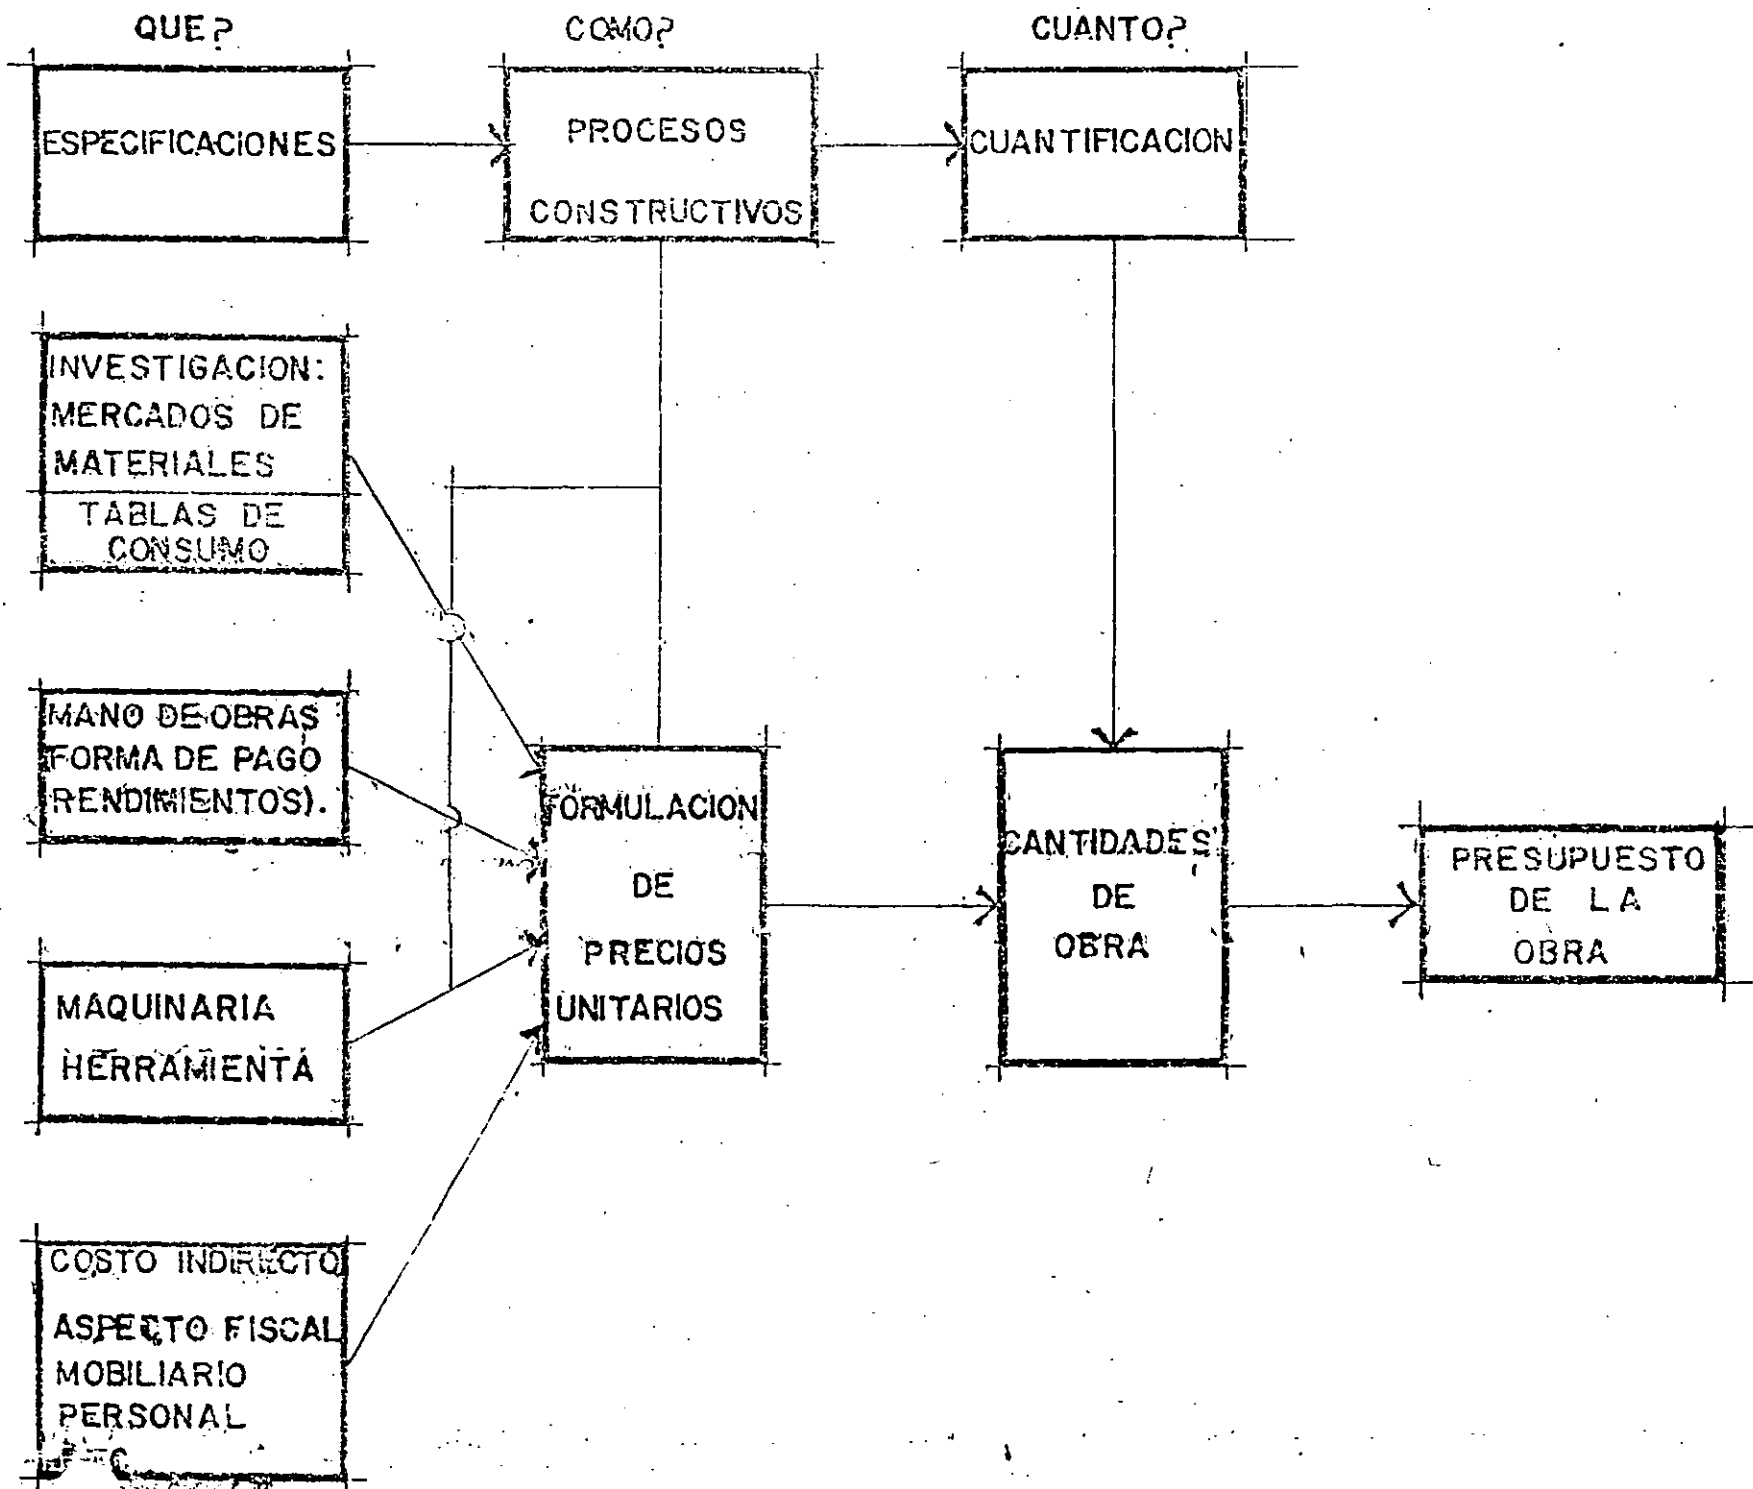 QUE?
COMO?
CUANTO?
ESPECIFICACIONES
PROCESOS
CONSTRUCTIVOS
CUANTIFICACION
INVESTIGACION:
MERCADOS DE
MATERIALES
TABLAS DE
CONSUMO
MANO DE OBRAS
FORMA DE PAGO
RENDIMIENTOS).
MAQUINARIA
HERRAMIENTA
COSTO INDIRECTO
ASPECTO FISCAL
MOBILIARIO
PERSONAL
FORMULACION
DE
PRECIOS
UNITARIOS
CANTIDADES
DE
OBRA
PRESUPUESTO
DE LA
OBRA